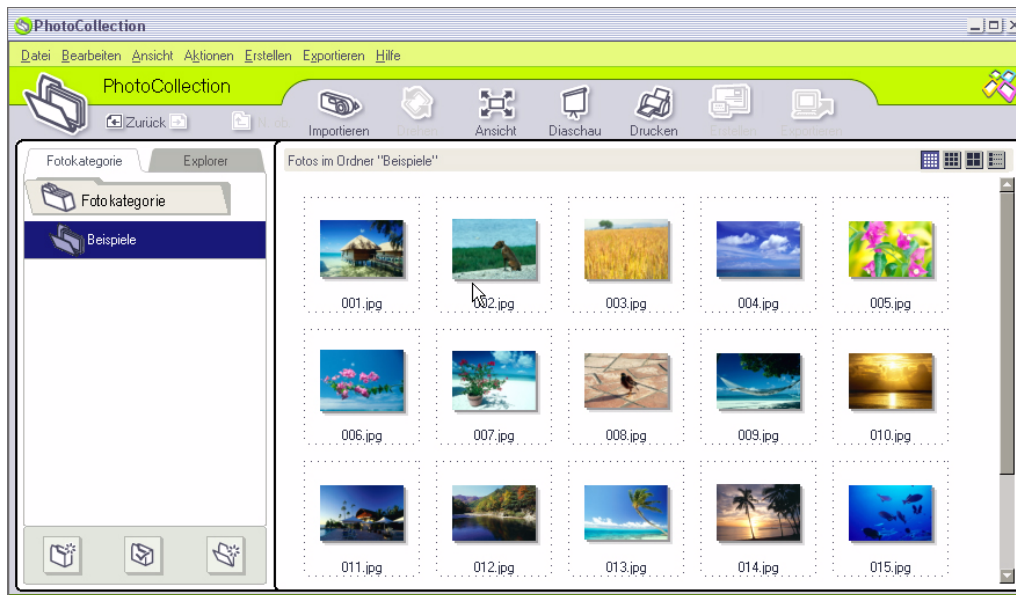 PhotoCollection
Datei Bearbeiten Ansicht Aktionen Erstellen Exportieren Hilfe
PhotoCollection
Zurück
Importieren Drehen Ansicht Diaschau Drucken Erstellen Exportieren
Fotokategorie Explorer
Fotos im Ordner "Beispiele"
Fotokategorie
Beispiele
001.jpg 002.jpg 003.jpg 004.jpg 005.jpg
006.jpg 007.jpg 008.jpg 009.jpg 010.jpg
011.jpg 012.jpg 013.jpg 014.jpg 015.jpg